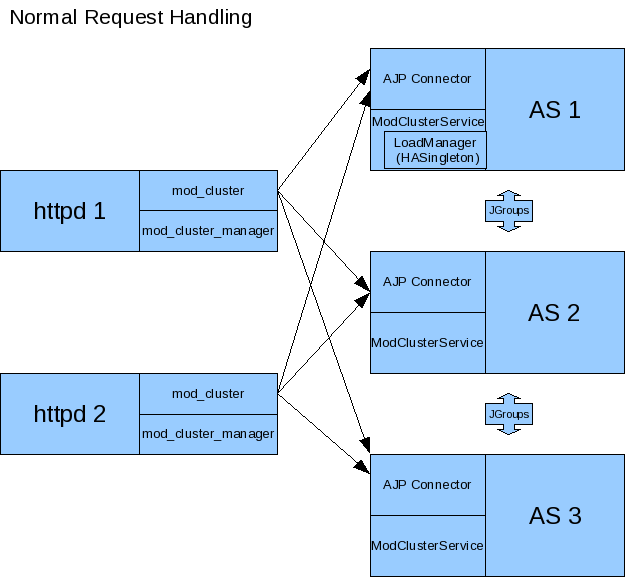 Normal Request Handling
AJP Connector
AS 1
ModClusterService
LoadManager
(HASingleton)
httpd 1
mod_cluster
mod_cluster_manager
JGroups
AJP Connector
AS 2
ModClusterService
httpd 2
mod_cluster
mod_cluster_manager
JGroups
AJP Connector
AS 3
ModClusterService